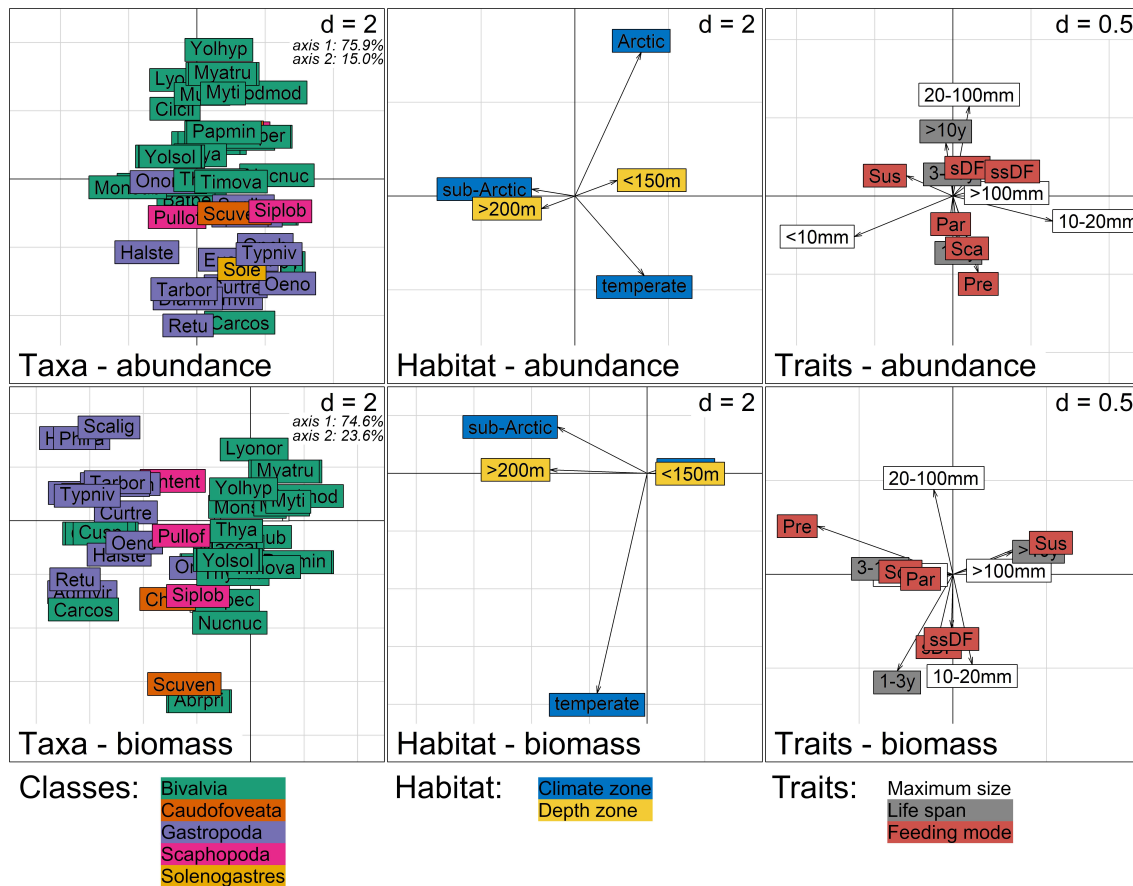 d = 2
axis 1: 75.9%
axis 2: 15.0%
Yolhyp
Myatru
Myti
Cilcil
Papmin
Yolsol
Timova
Pullof
Siplob
Halste
Typniv
Sole
Tarbor
Oeno
Retu
Carcos
Taxa - abundance
d = 2
Arctic
<150m
sub-Arctic
>200m
temperate
Habitat - abundance
d = 0.5
20-100mm
>10y
sDF
ssDF
Sus
>100mm
10-20mm
<10mm
Par
Sca
Pre
Traits - abundance
d = 2
axis 1: 74.6%
axis 2: 23.6%
Scalig
Lyonor
Myatru
Tarbor
Yolhyp
Typniv
Myti
Curtre
Thya
Pullof
Oeno
Halste
Yolsol
Timova
Retu
Siplob
Carcos
Nucnuc
Scuven
Abrpri
Taxa - biomass
d = 2
sub-Arctic
>200m
<150m
temperate
Habitat - biomass
d = 0.5
20-100mm
Pre
Sus
>100mm
Par
ssDF
10-20mm
1-3y
Traits - biomass
Classes:
Bivalvia
Caudofoveata
Gastropoda
Scaphopoda
Solenogastres
Habitat:
Climate zone
Depth zone
Traits:
Maximum size
Life span
Feeding mode